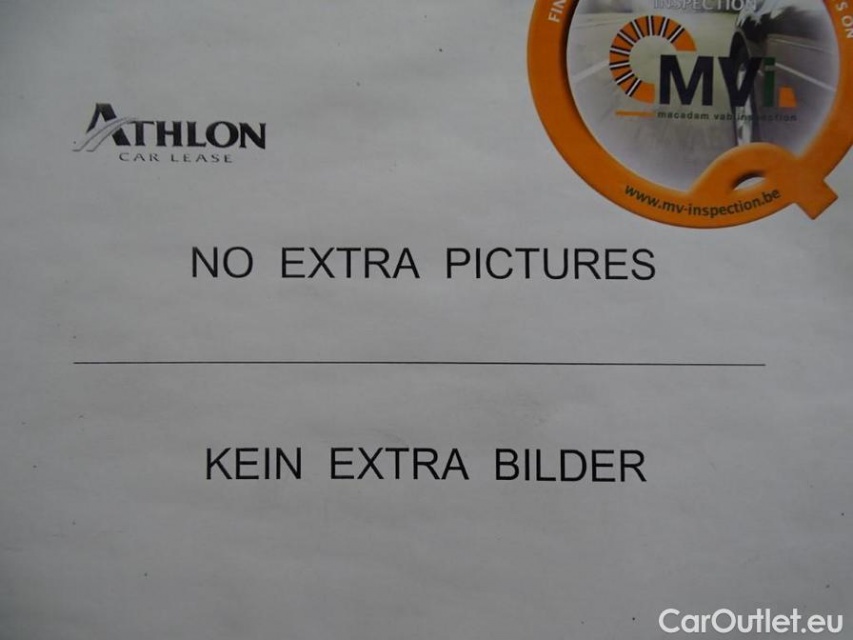 INSPECTION
ATHLON
CAR LEASE
MVi
macadam vab inspection
www.mv-inspection.be
NO EXTRA PICTURES
KEIN EXTRA BILDER
CarOutlet.eu